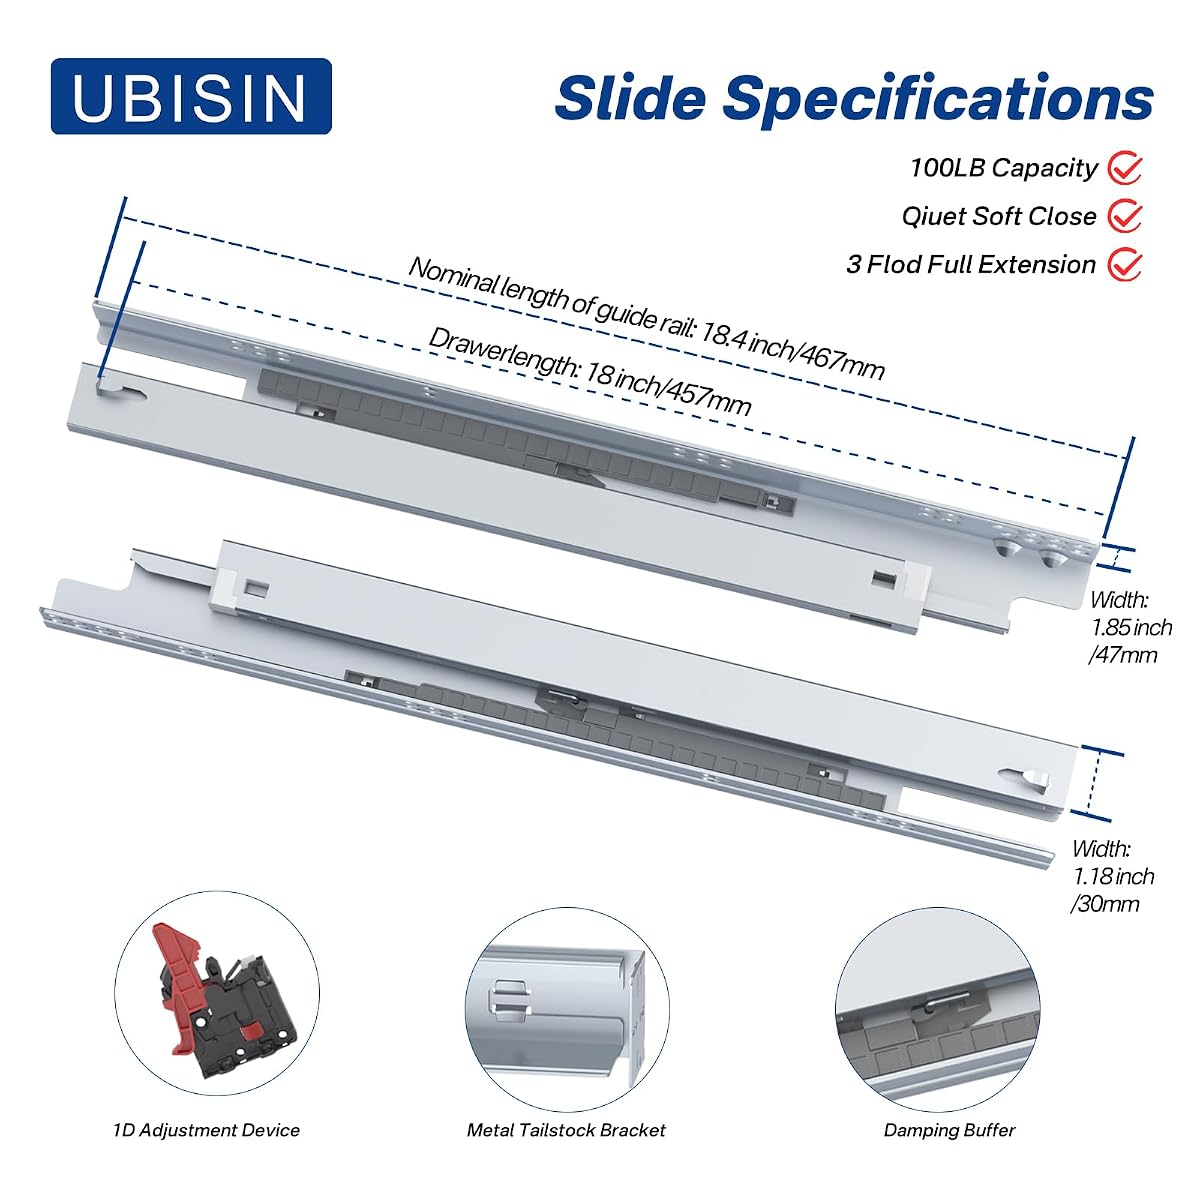 UBISIN
Slide Specifications
100LB Capacity
Qiuet Soft Close
3 Flod Full Extension
Nominal length of guide rail: 18.4 inch/467mm
Drawerlength: 18 inch/457mm
Width:
1.85 inch
/47mm
Width:
1.18 inch
/30mm
1D Adjustment Device
Metal Tailstock Bracket
Damping Buffer